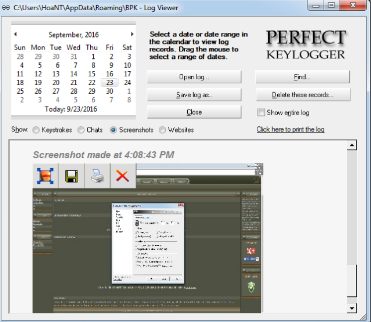 C:\Users\HoaNT\AppData\Roaming\BPK - Log Viewer
September, 2016
Sun Mon Tue Wed Thu Fri Sat
28 29 30 31 1 2 3
4 5 6 7 8 9 10
11 12 13 14 15 16 17
18 19 20 21 22 23 24
25 26 27 28 29 30 1
2 3 4 5 6 7 8
Today: 9/23/2016
Select a date or date range in
the calendar to view log
records. Drag the mouse to
select a range of dates.
PERFECT
KEYLOGGER
Open log...
Find...
Save log as...
Delete these records...
Close
Show entire log
Show Keystrokes Chats Screenshots Websites
Click here to print the log
Screenshot made at 4:08:43 PM